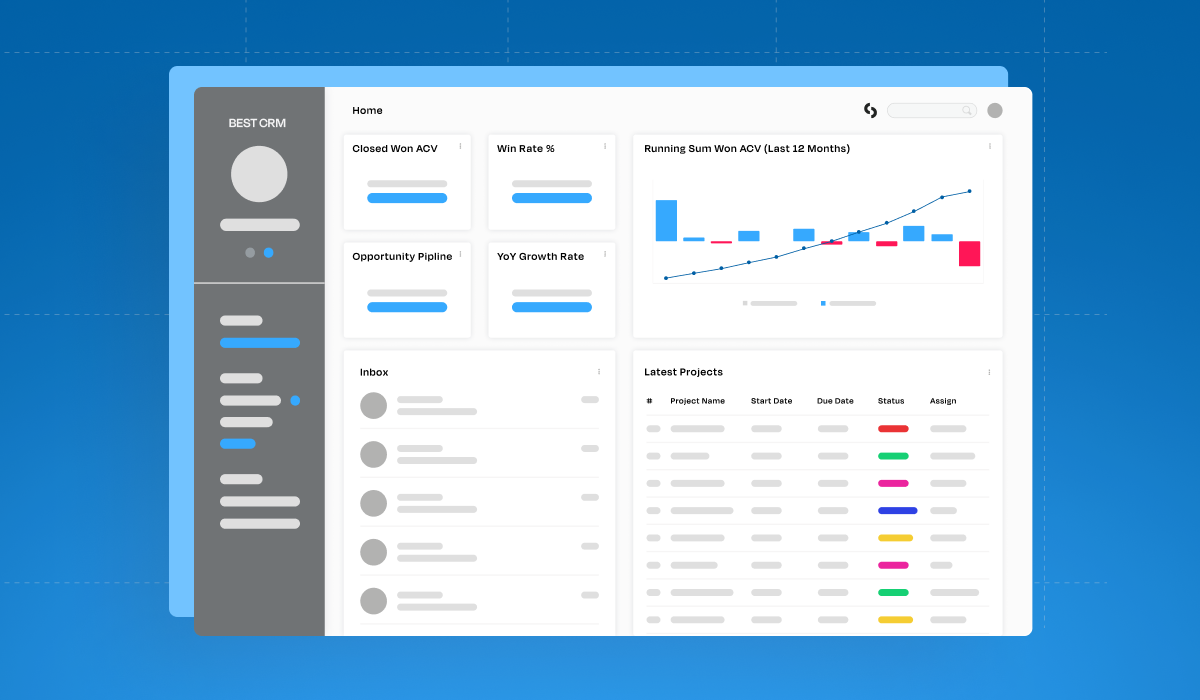 BEST CRM
Home
Closed Won ACV
Win Rate %
Running Sum Won ACV (Last 12 Months)
Opportunity Pipline
YoY Growth Rate
Inbox
Latest Projects
# Project Name Start Date Due Date Status Assign